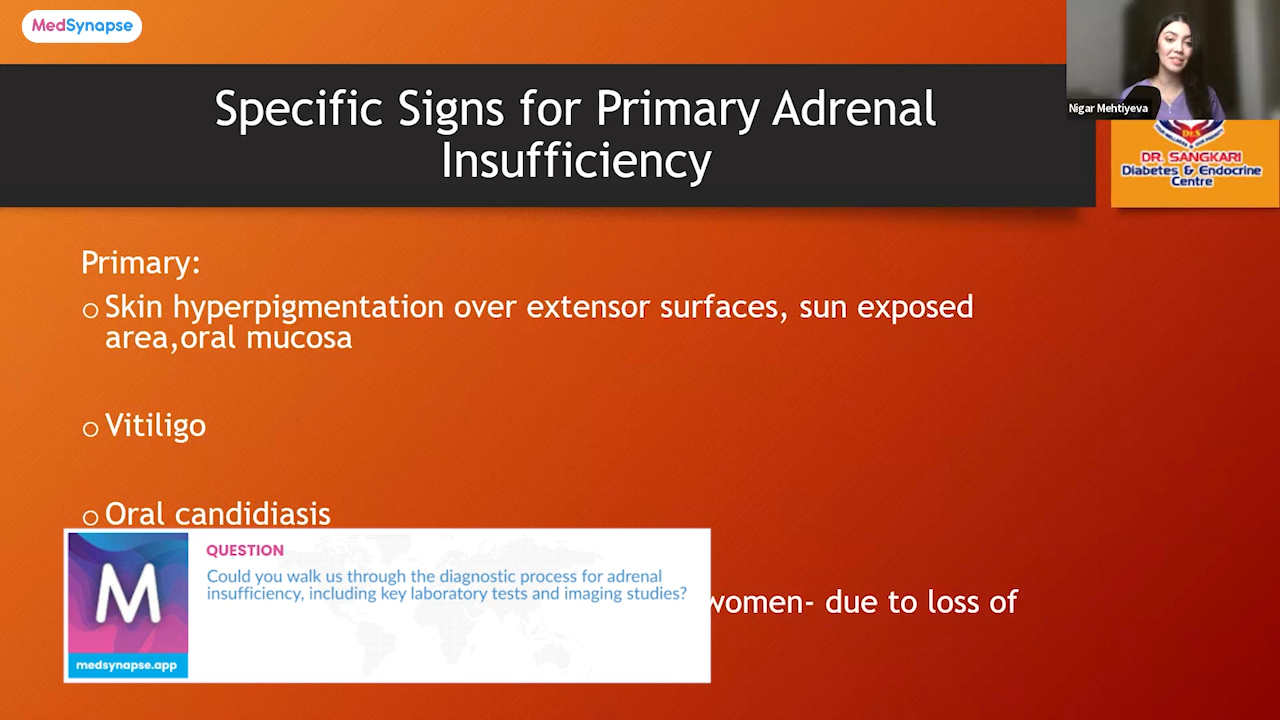 MedSynapse
Specific Signs for Primary Adrenal
Insufficiency
Nigar Mehtiyeva
Dr.S
DR. SANGKARI
Diabetes & Endocrine
Centre
Primary:
Skin hyperpigmentation over extensor surfaces, sun exposed
area,oral mucosa
Vitiligo
Oral candidiasis
women- due to loss of
M
medsynapse.app
QUESTION
Could you walk us through the diagnostic process for adrenal
insufficiency, including key laboratory tests and imaging studies?